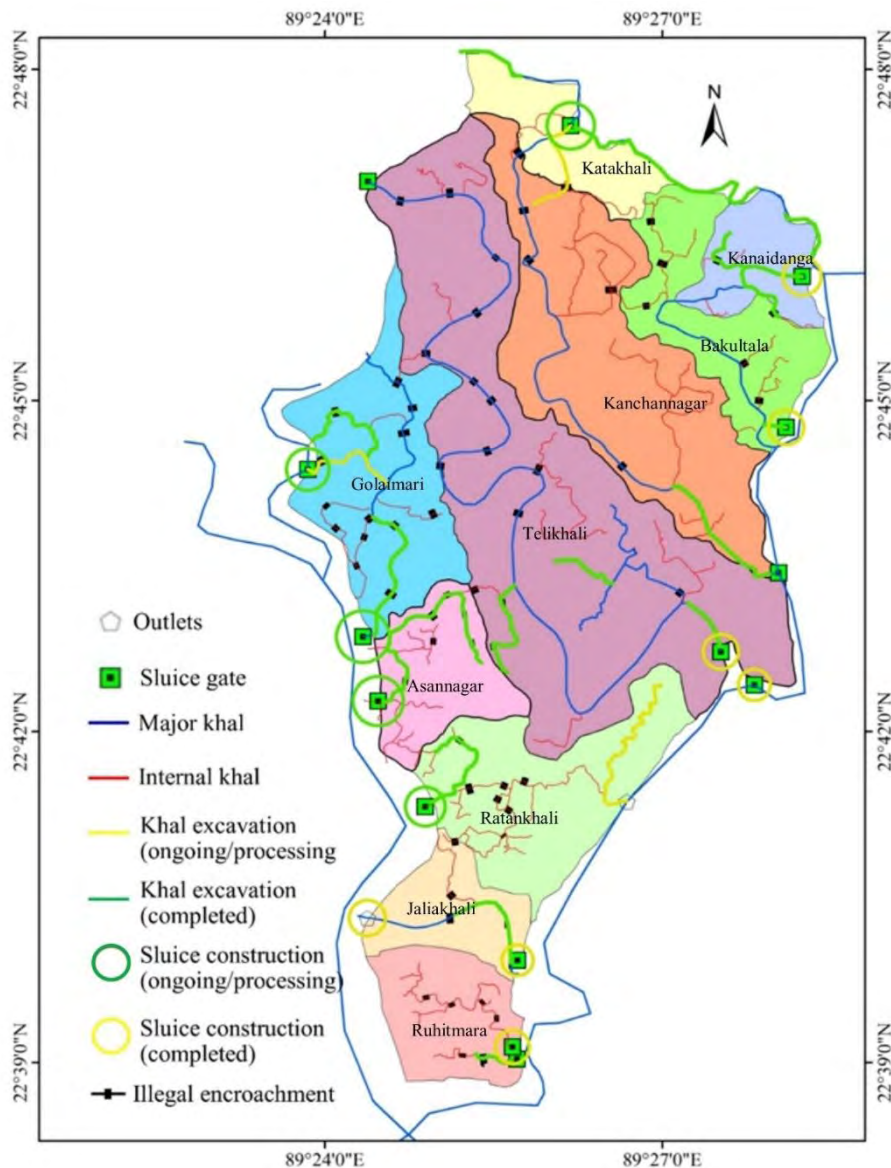 89°24'0"E
89°27'0"E
22°48'0"N
22°48'0"N
N
Katakhali
Kanaidanga
Bakultala
22°45'0"N
22°45'0"N
Kanchannagar
Golaimari
Telikhali
Outlets
Sluice gate
Asannagar
22°42'0"N
22°42'0"N
Major khal
Internal khal
Ratankhali
Khal excavation
(ongoing/processing
Khal excavation
(completed)
Jaliakhali
Sluice construction
(ongoing/processing)
Sluice construction
(completed)
Ruhitmara
22°39'0"N
22°39'0"N
Illegal encroachment
89°24'0"E
89°27'0"E